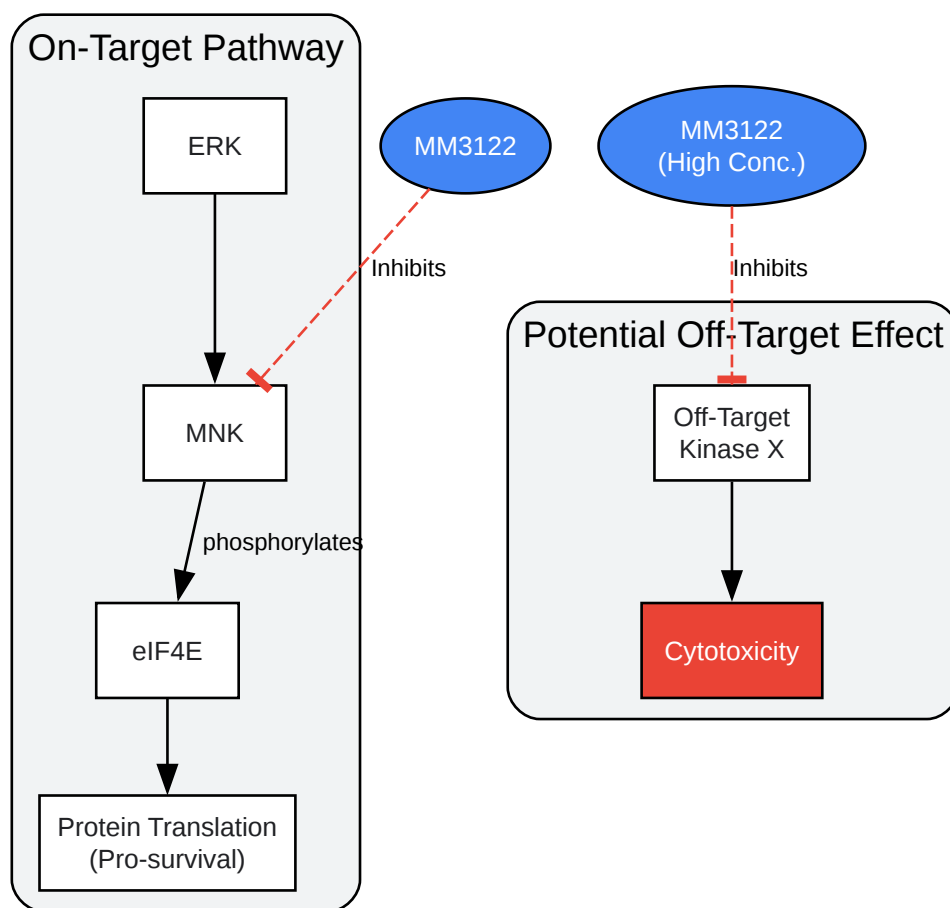 On-Target Pathway
ERK
MM3122
MM3122
(High Conc.)
Inhibits
Inhibits
Potential Off-Target Effect
MNK
Off-Target
Kinase X
phosphorylates
eIF4E
Cytotoxicity
Protein Translation
(Pro-survival)